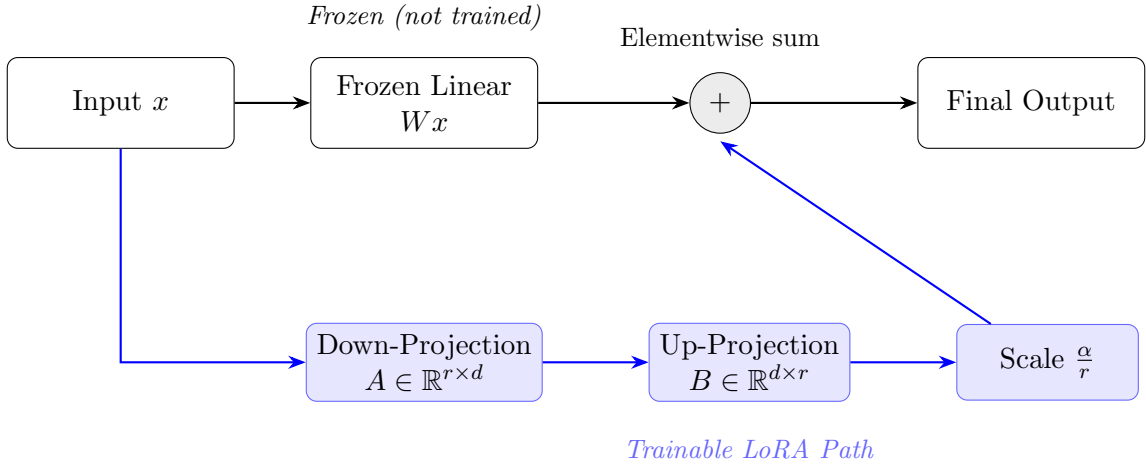 Frozen (not trained)
Elementwise sum
Input x
Frozen Linear
Wx
+
Final Output
Down-Projection
A ∈ ℝ^{r×d}
Up-Projection
B ∈ ℝ^{d×r}
Scale α/r
Trainable LoRA Path